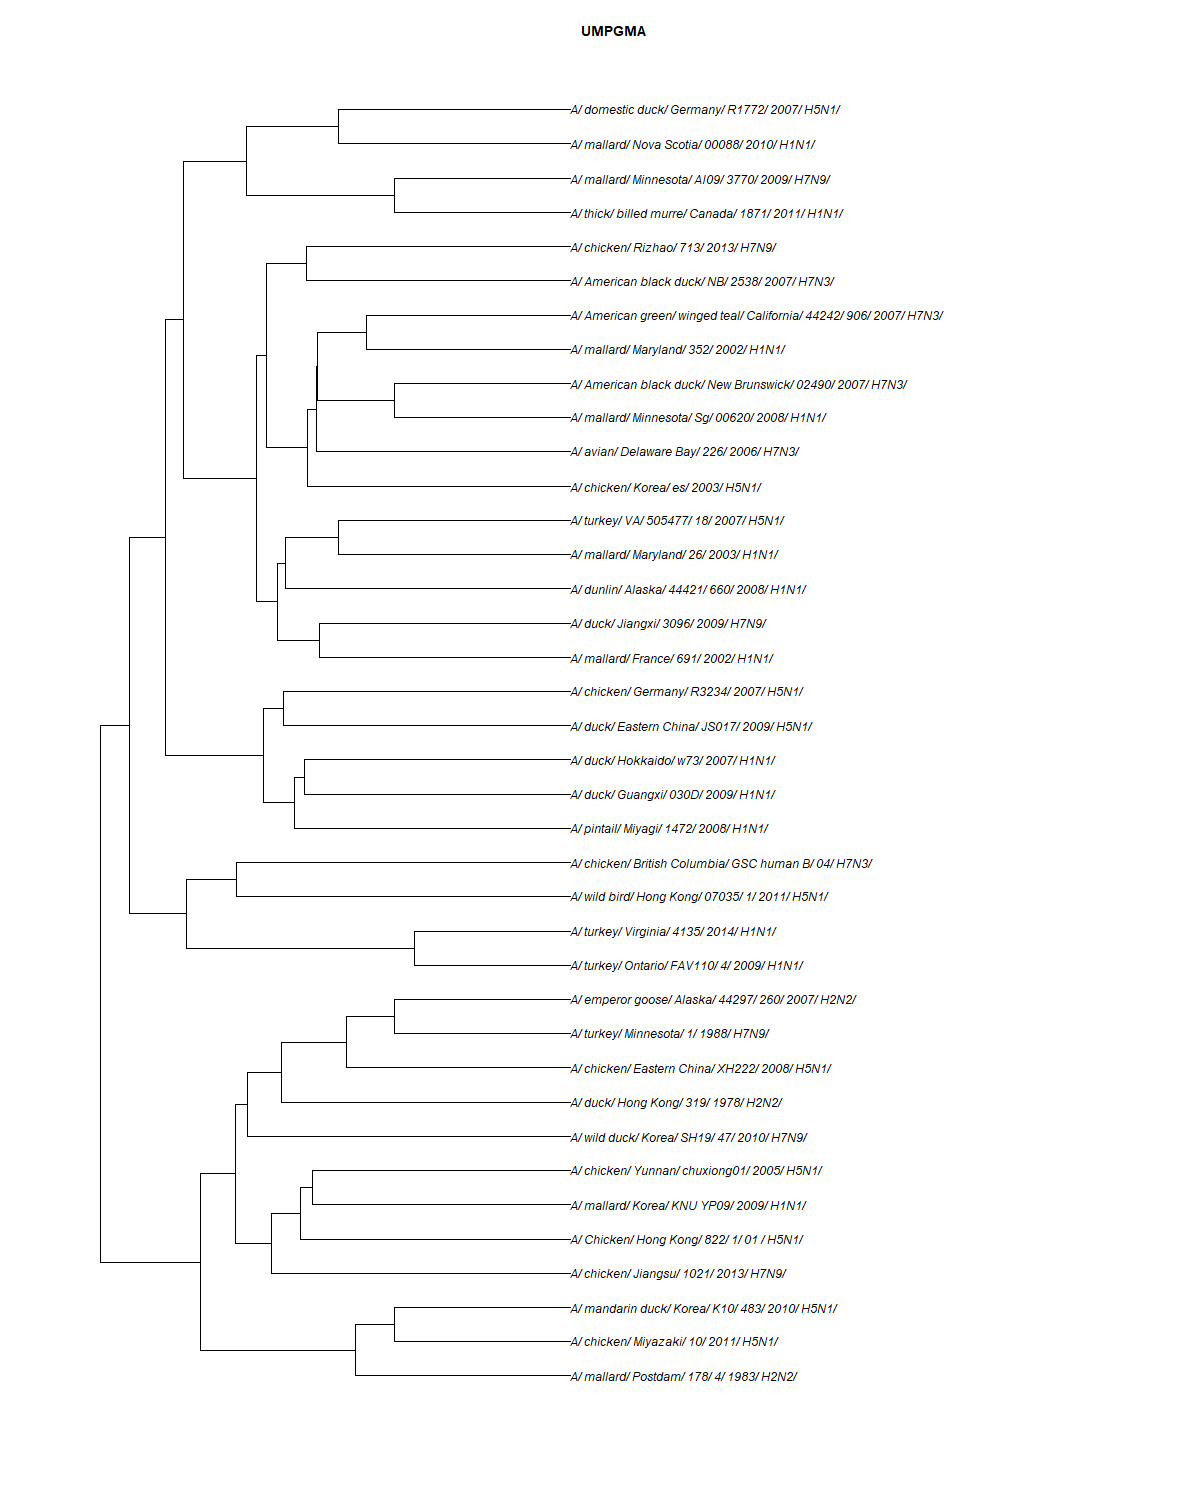 UMPGMA
A/ domestic duck/ Germany/ R1772/ 2007/ H5N1/
A/ mallard/ Nova Scotia/ 00088/ 2010/ H1N1/
A/ mallard/ Minnesota/ AI09/ 3770/ 2009/ H7N9/
A/ thick/ billed murre/ Canada/ 1871/ 2011/ H1N1/
A/ chicken/ Rizhao/ 713/ 2013/ H7N9/
A/ American black duck/ NB/ 2538/ 2007/ H7N3/
A/ American green/ winged teal/ California/ 44242/ 906/ 2007/ H7N3/
A/ mallard/ Maryland/ 352/ 2002/ H1N1/
A/ American black duck/ New Brunswick/ 02490/ 2007/ H7N3/
A/ mallard/ Minnesota/ Sg/ 00620/ 2008/ H1N1/
A/ avian/ Delaware Bay/ 226/ 2006/ H7N3/
A/ chicken/ Korea/ es/ 2003/ H5N1/
A/ turkey/ VA/ 505477/ 18/ 2007/ H5N1/
A/ mallard/ Maryland/ 26/ 2003/ H1N1/
A/ dunlin/ Alaska/ 44421/ 660/ 2008/ H1N1/
A/ duck/ Jiangxi/ 3096/ 2009/ H7N9/
A/ mallard/ France/ 691/ 2002/ H1N1/
A/ chicken/ Germany/ R3234/ 2007/ H5N1/
A/ duck/ Eastern China/ JS017/ 2009/ H5N1/
A/ duck/ Hokkaido/ w73/ 2007/ H1N1/
A/ duck/ Guangxi/ 030D/ 2009/ H1N1/
A/ pintail/ Miyagi/ 1472/ 2008/ H1N1/
A/ chicken/ British Columbia/ GSC human B/ 04/ H7N3/
A/ wild bird/ Hong Kong/ 07035/ 1/ 2011/ H5N1/
A/ turkey/ Virginia/ 4135/ 2014/ H1N1/
A/ turkey/ Ontario/ FAV110/ 4/ 2009/ H1N1/
A/ emperor goose/ Alaska/ 44297/ 260/ 2007/ H2N2/
A/ turkey/ Minnesota/ 1/ 1988/ H7N9/
A/ chicken/ Eastern China/ XH222/ 2008/ H5N1/
A/ duck/ Hong Kong/ 319/ 1978/ H2N2/
A/ wild duck/ Korea/ SH19/ 47/ 2010/ H7N9/
A/ chicken/ Yunnan/ chuxiong01/ 2005/ H5N1/
A/ mallard/ Korea/ KNU YP09/ 2009/ H1N1/
A/ Chicken/ Hong Kong/ 822/ 1/ 01 / H5N1/
A/ chicken/ Jiangsu/ 1021/ 2013/ H7N9/
A/ mandarin duck/ Korea/ K10/ 483/ 2010/ H5N1/
A/ chicken/ Miyazaki/ 10/ 2011/ H5N1/
A/ mallard/ Postdam/ 178/ 4/ 1983/ H2N2/